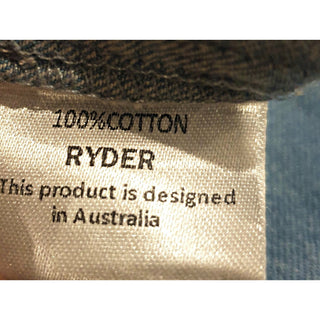 100%COTTON
RYDER
This product is designed
in Australia